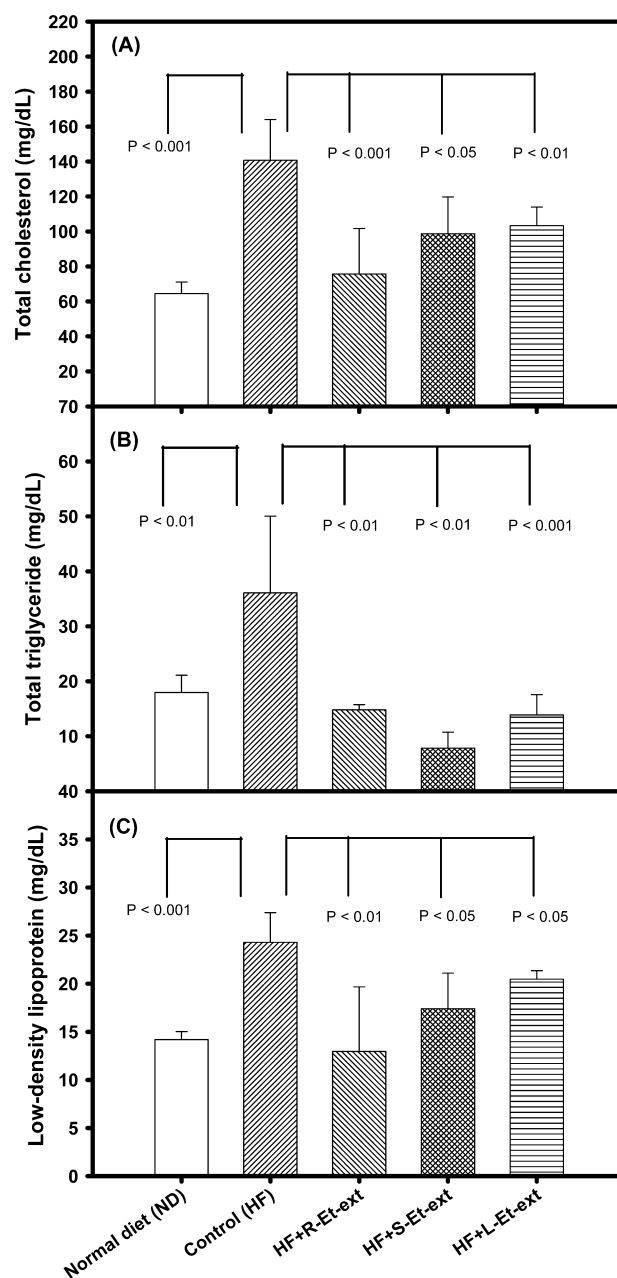 (A)
Total cholesterol (mg/dL)
220
200
180
160
140
120
100
80
60
40
20
P < 0.001
P < 0.001
P < 0.05
P < 0.01
(B)
Total triglyceride (mg/dL)
70
60
50
40
30
20
10
P < 0.01
P < 0.01
P < 0.01
P < 0.001
(C)
Low-density lipoprotein (mg/dL)
40
35
30
25
20
15
10
5
0
P < 0.001
P < 0.01
P < 0.05
P < 0.05
Normal diet (ND)
Control (HF)
HF+R-Et-ext
HF+S-Et-ext
HF+L-Et-ext